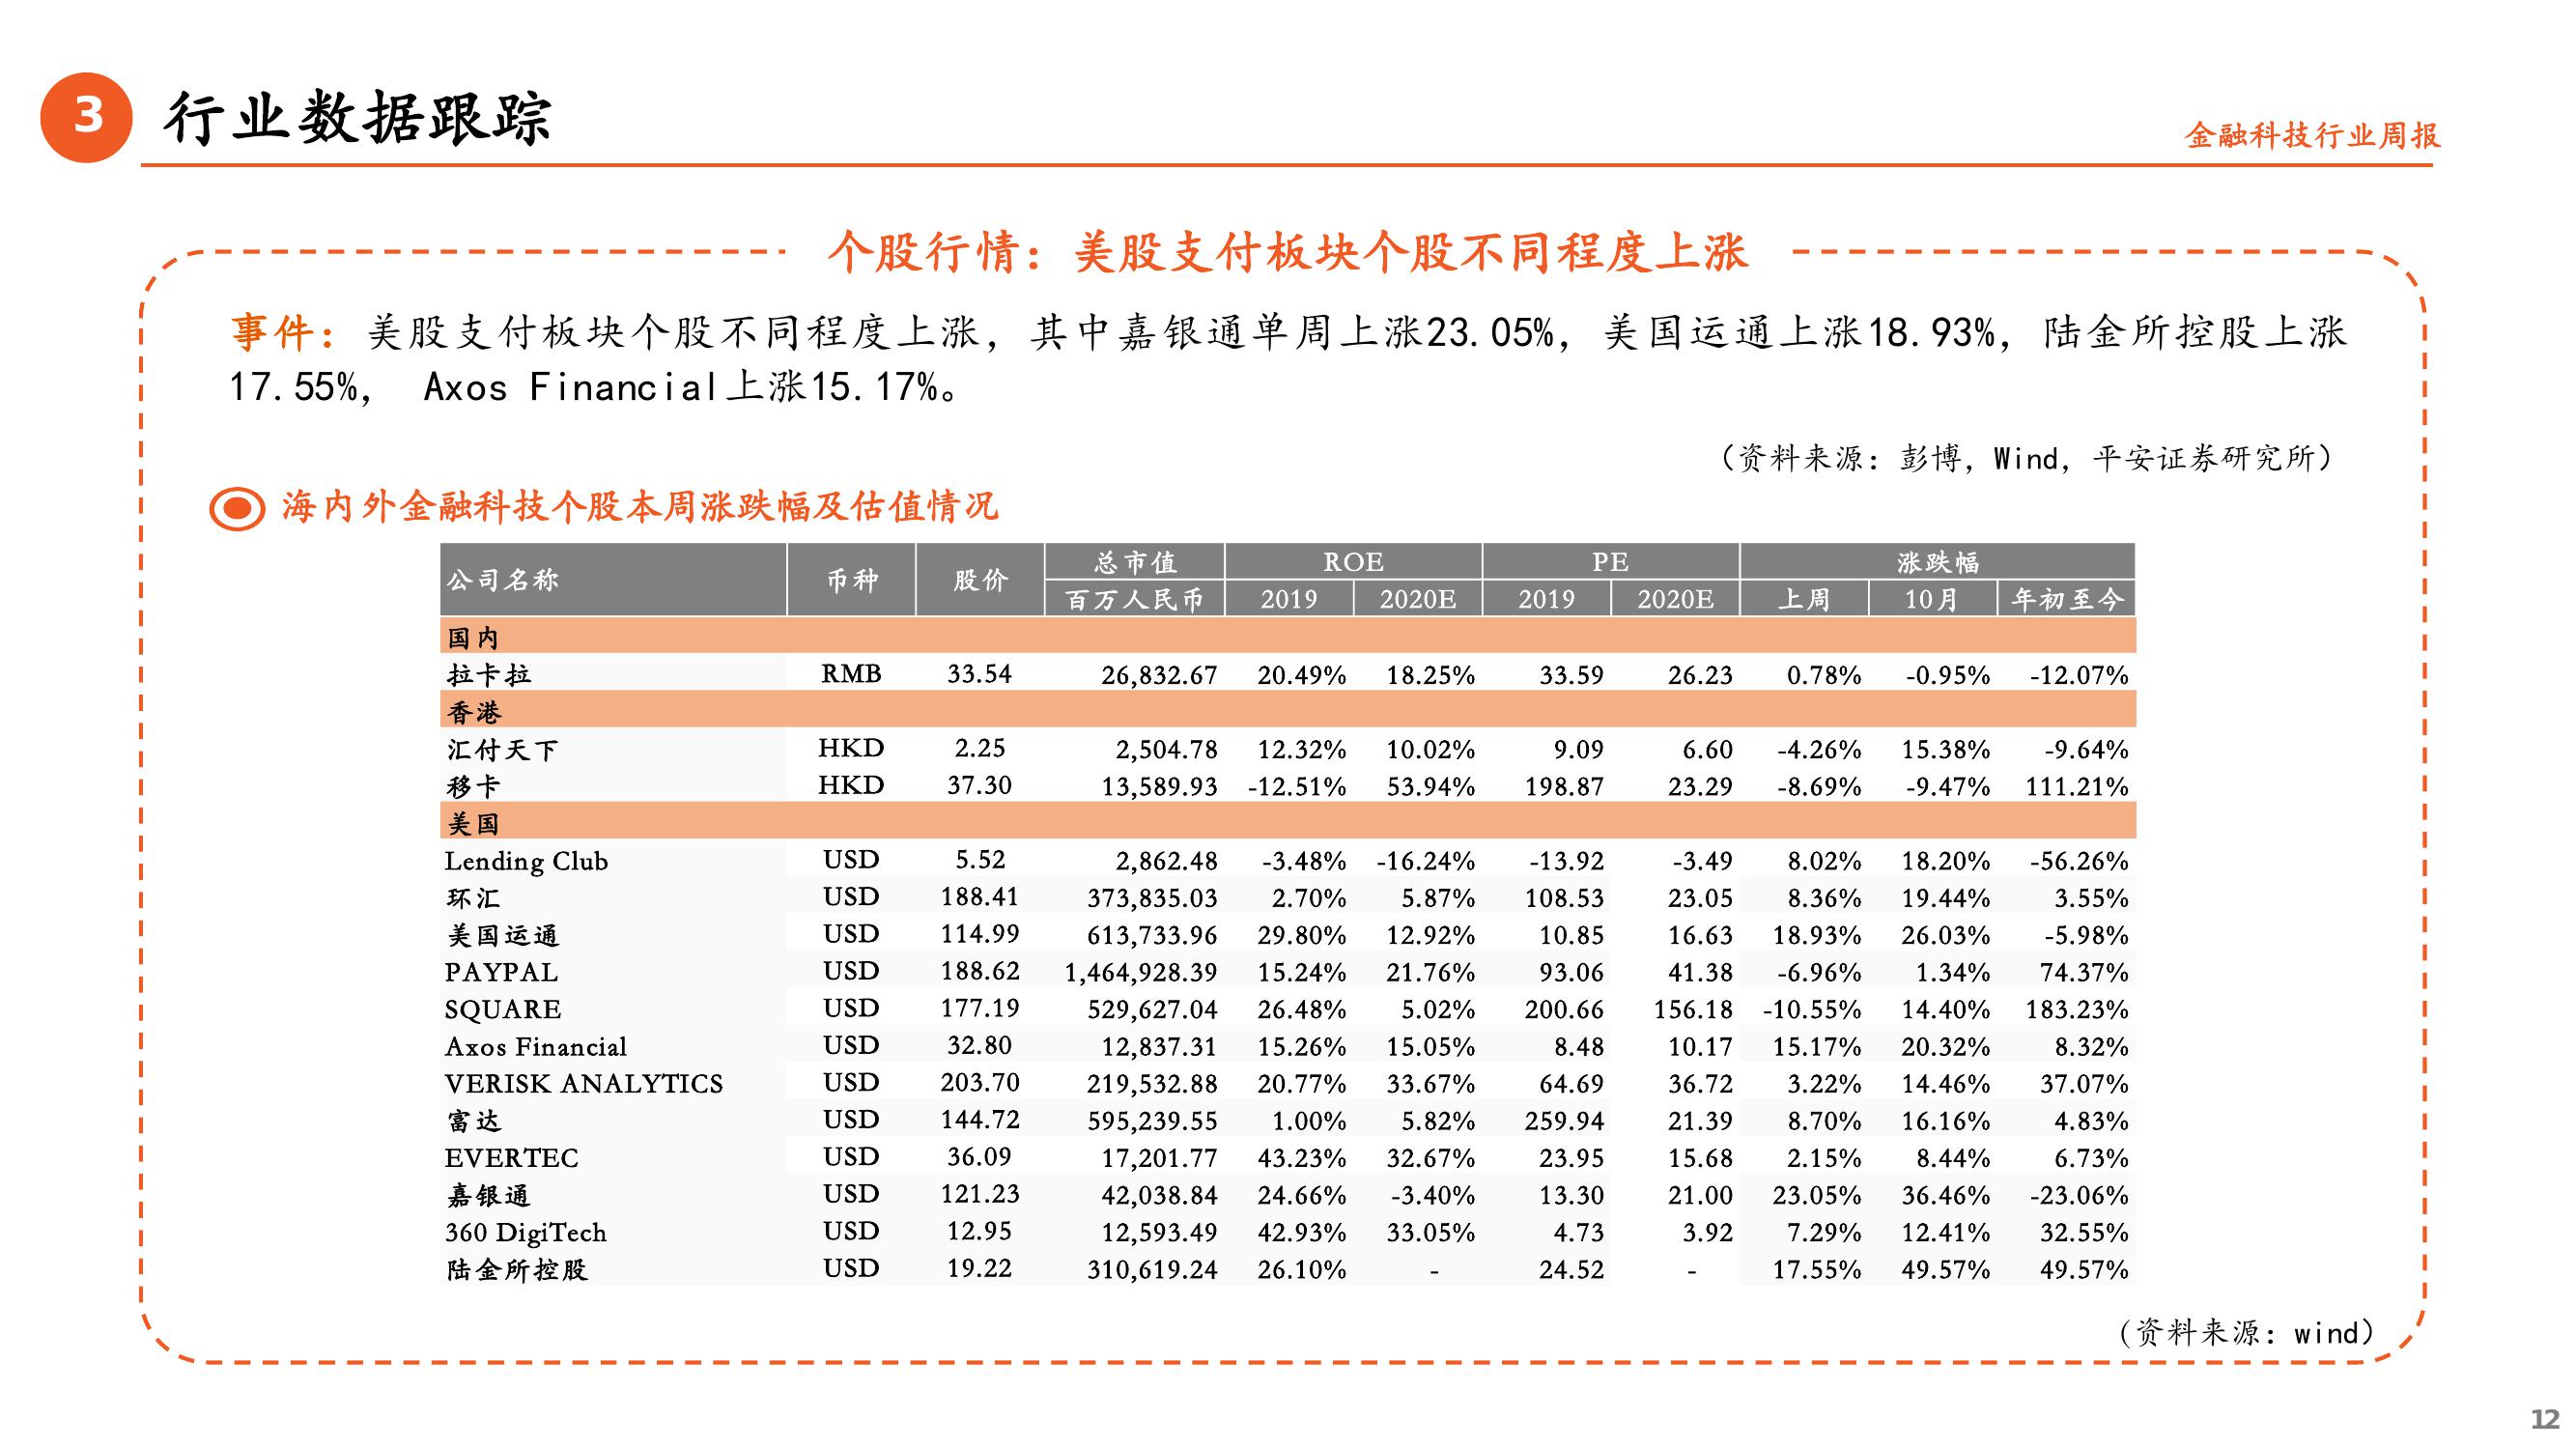 3 行业数据跟踪
金融科技行业周报
个股行情：美股支付板块个股不同程度上涨
事件：美股支付板块个股不同程度上涨，其中嘉银通单周上涨23.05%，美国运通上涨18.93%，陆金所控股上涨
17.55%， Axos Financial上涨15.17%。
（资料来源：彭博，Wind，平安证券研究所）
海内外金融科技个股本周涨跌幅及估值情况
公司名称 币种 股价 总市值 ROE PE 涨跌幅
百万人民币 2019 2020E 2019 2020E 上周 10月 年初至今
国内
拉卡拉 RMB 33.54 26,832.67 20.49% 18.25% 33.59 26.23 0.78% -0.95% -12.07%
香港
汇付天下 HKD 2.25 2,504.78 12.32% 10.02% 9.09 6.60 -4.26% 15.38% -9.64%
移卡 HKD 37.30 13,589.93 -12.51% 53.94% 198.87 23.29 -8.69% -9.47% 111.21%
美国
Lending Club USD 5.52 2,862.48 -3.48% -16.24% -13.92 -3.49 8.02% 18.20% -56.26%
环汇 USD 188.41 373,835.03 2.70% 5.87% 108.53 23.05 8.36% 19.44% 3.55%
美国运通 USD 114.99 613,733.96 29.80% 12.92% 10.85 16.63 18.93% 26.03% -5.98%
PAYPAL USD 188.62 1,464,928.39 15.24% 21.76% 93.06 41.38 -6.96% 1.34% 74.37%
SQUARE USD 177.19 529,627.04 26.48% 5.02% 200.66 156.18 -10.55% 14.40% 183.23%
Axos Financial USD 32.80 12,837.31 15.26% 15.05% 8.48 10.17 15.17% 20.32% 8.32%
VERISK ANALYTICS USD 203.70 219,532.88 20.77% 33.67% 64.69 36.72 3.22% 14.46% 37.07%
富达 USD 144.72 595,239.55 1.00% 5.82% 259.94 21.39 8.70% 16.16% 4.83%
EVERTEC USD 36.09 17,201.77 43.23% 32.67% 23.95 15.68 2.15% 8.44% 6.73%
嘉银通 USD 121.23 42,038.84 24.66% -3.40% 13.30 21.00 23.05% 36.46% -23.06%
360 DigiTech USD 12.95 12,593.49 42.93% 33.05% 4.73 3.92 7.29% 12.41% 32.55%
陆金所控股 USD 19.22 310,619.24 26.10% - 24.52 - 17.55% 49.57% 49.57%
（资料来源：wind）
12